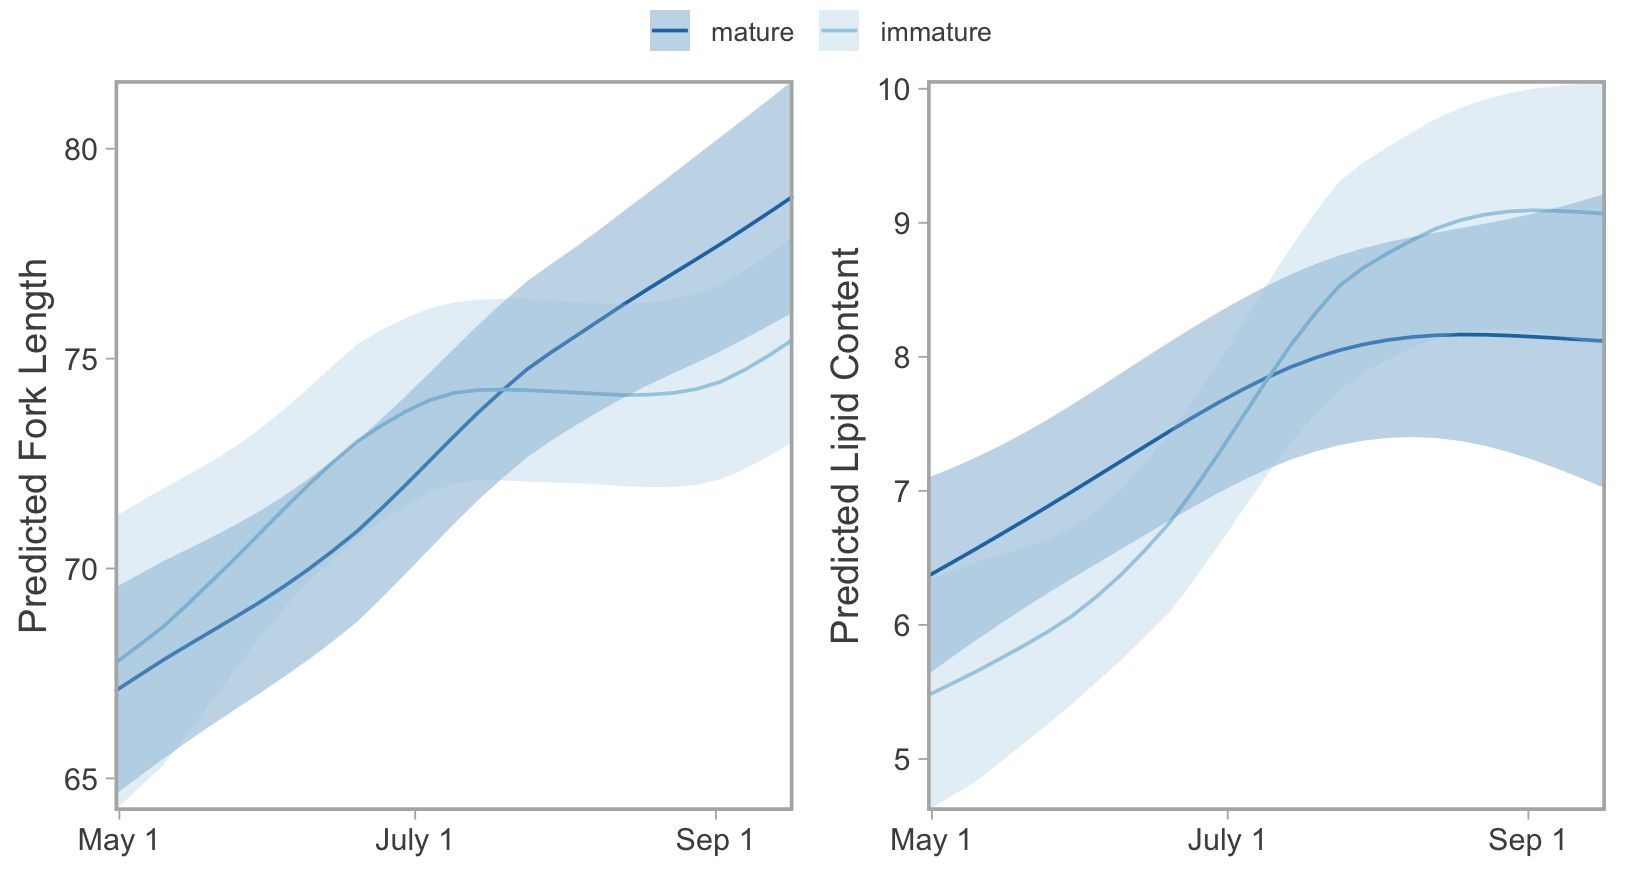 mature immature
Predicted Fork Length
80
75
70
65
May 1 July 1 Sep 1
Predicted Lipid Content
10
9
8
7
6
5
May 1 July 1 Sep 1